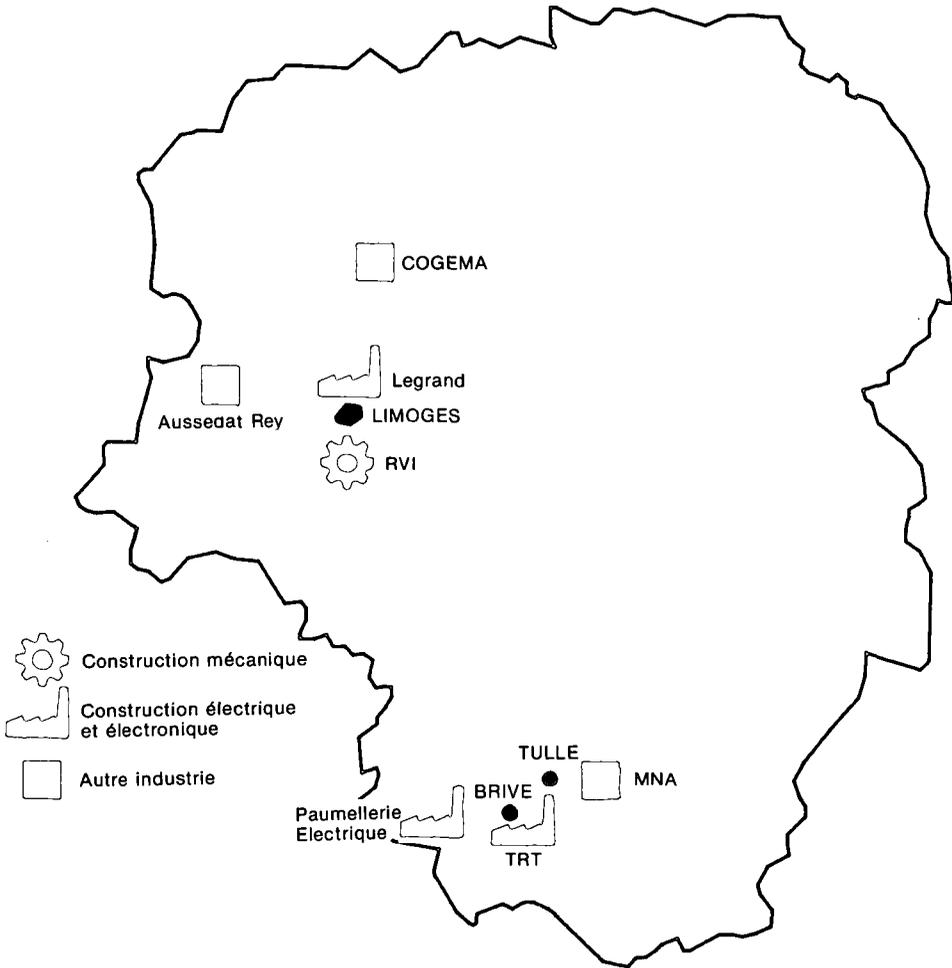 COGEMA
Legrand
LIMOGES
Aussedat Rey
RVI
Construction mécanique
Construction électrique
et électronique
Autre industrie
TULLE
MNA
BRIVE
Paumellerie
Electrique
TRT